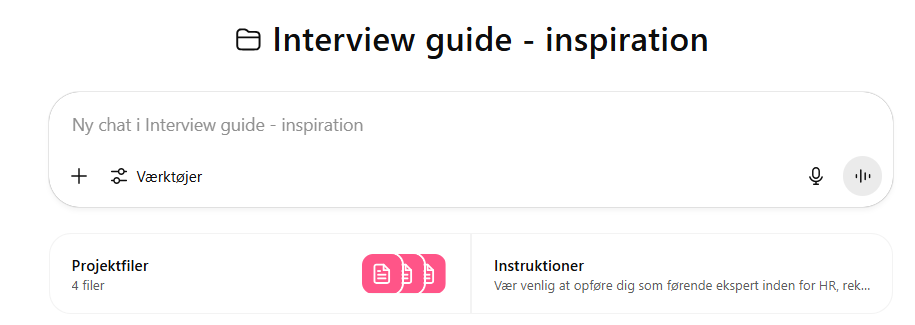 Interview guide - inspiration
Ny chat i Interview guide - inspiration
Værktøjer
Projektfiler
4 filer
Instruktioner
Vær venlig at opføre dig som førende ekspert inden for HR, rek...